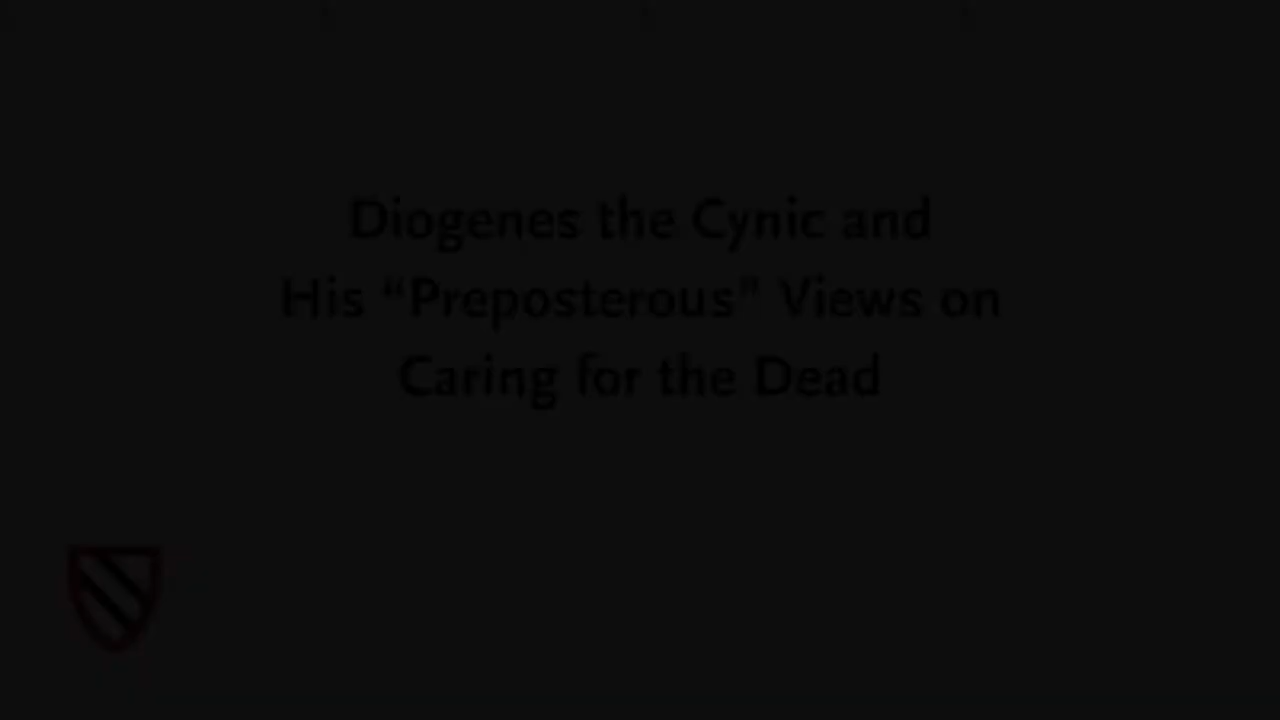 Diogenes the Cynic and
His “Preposterous” Views on
Caring for the Dead